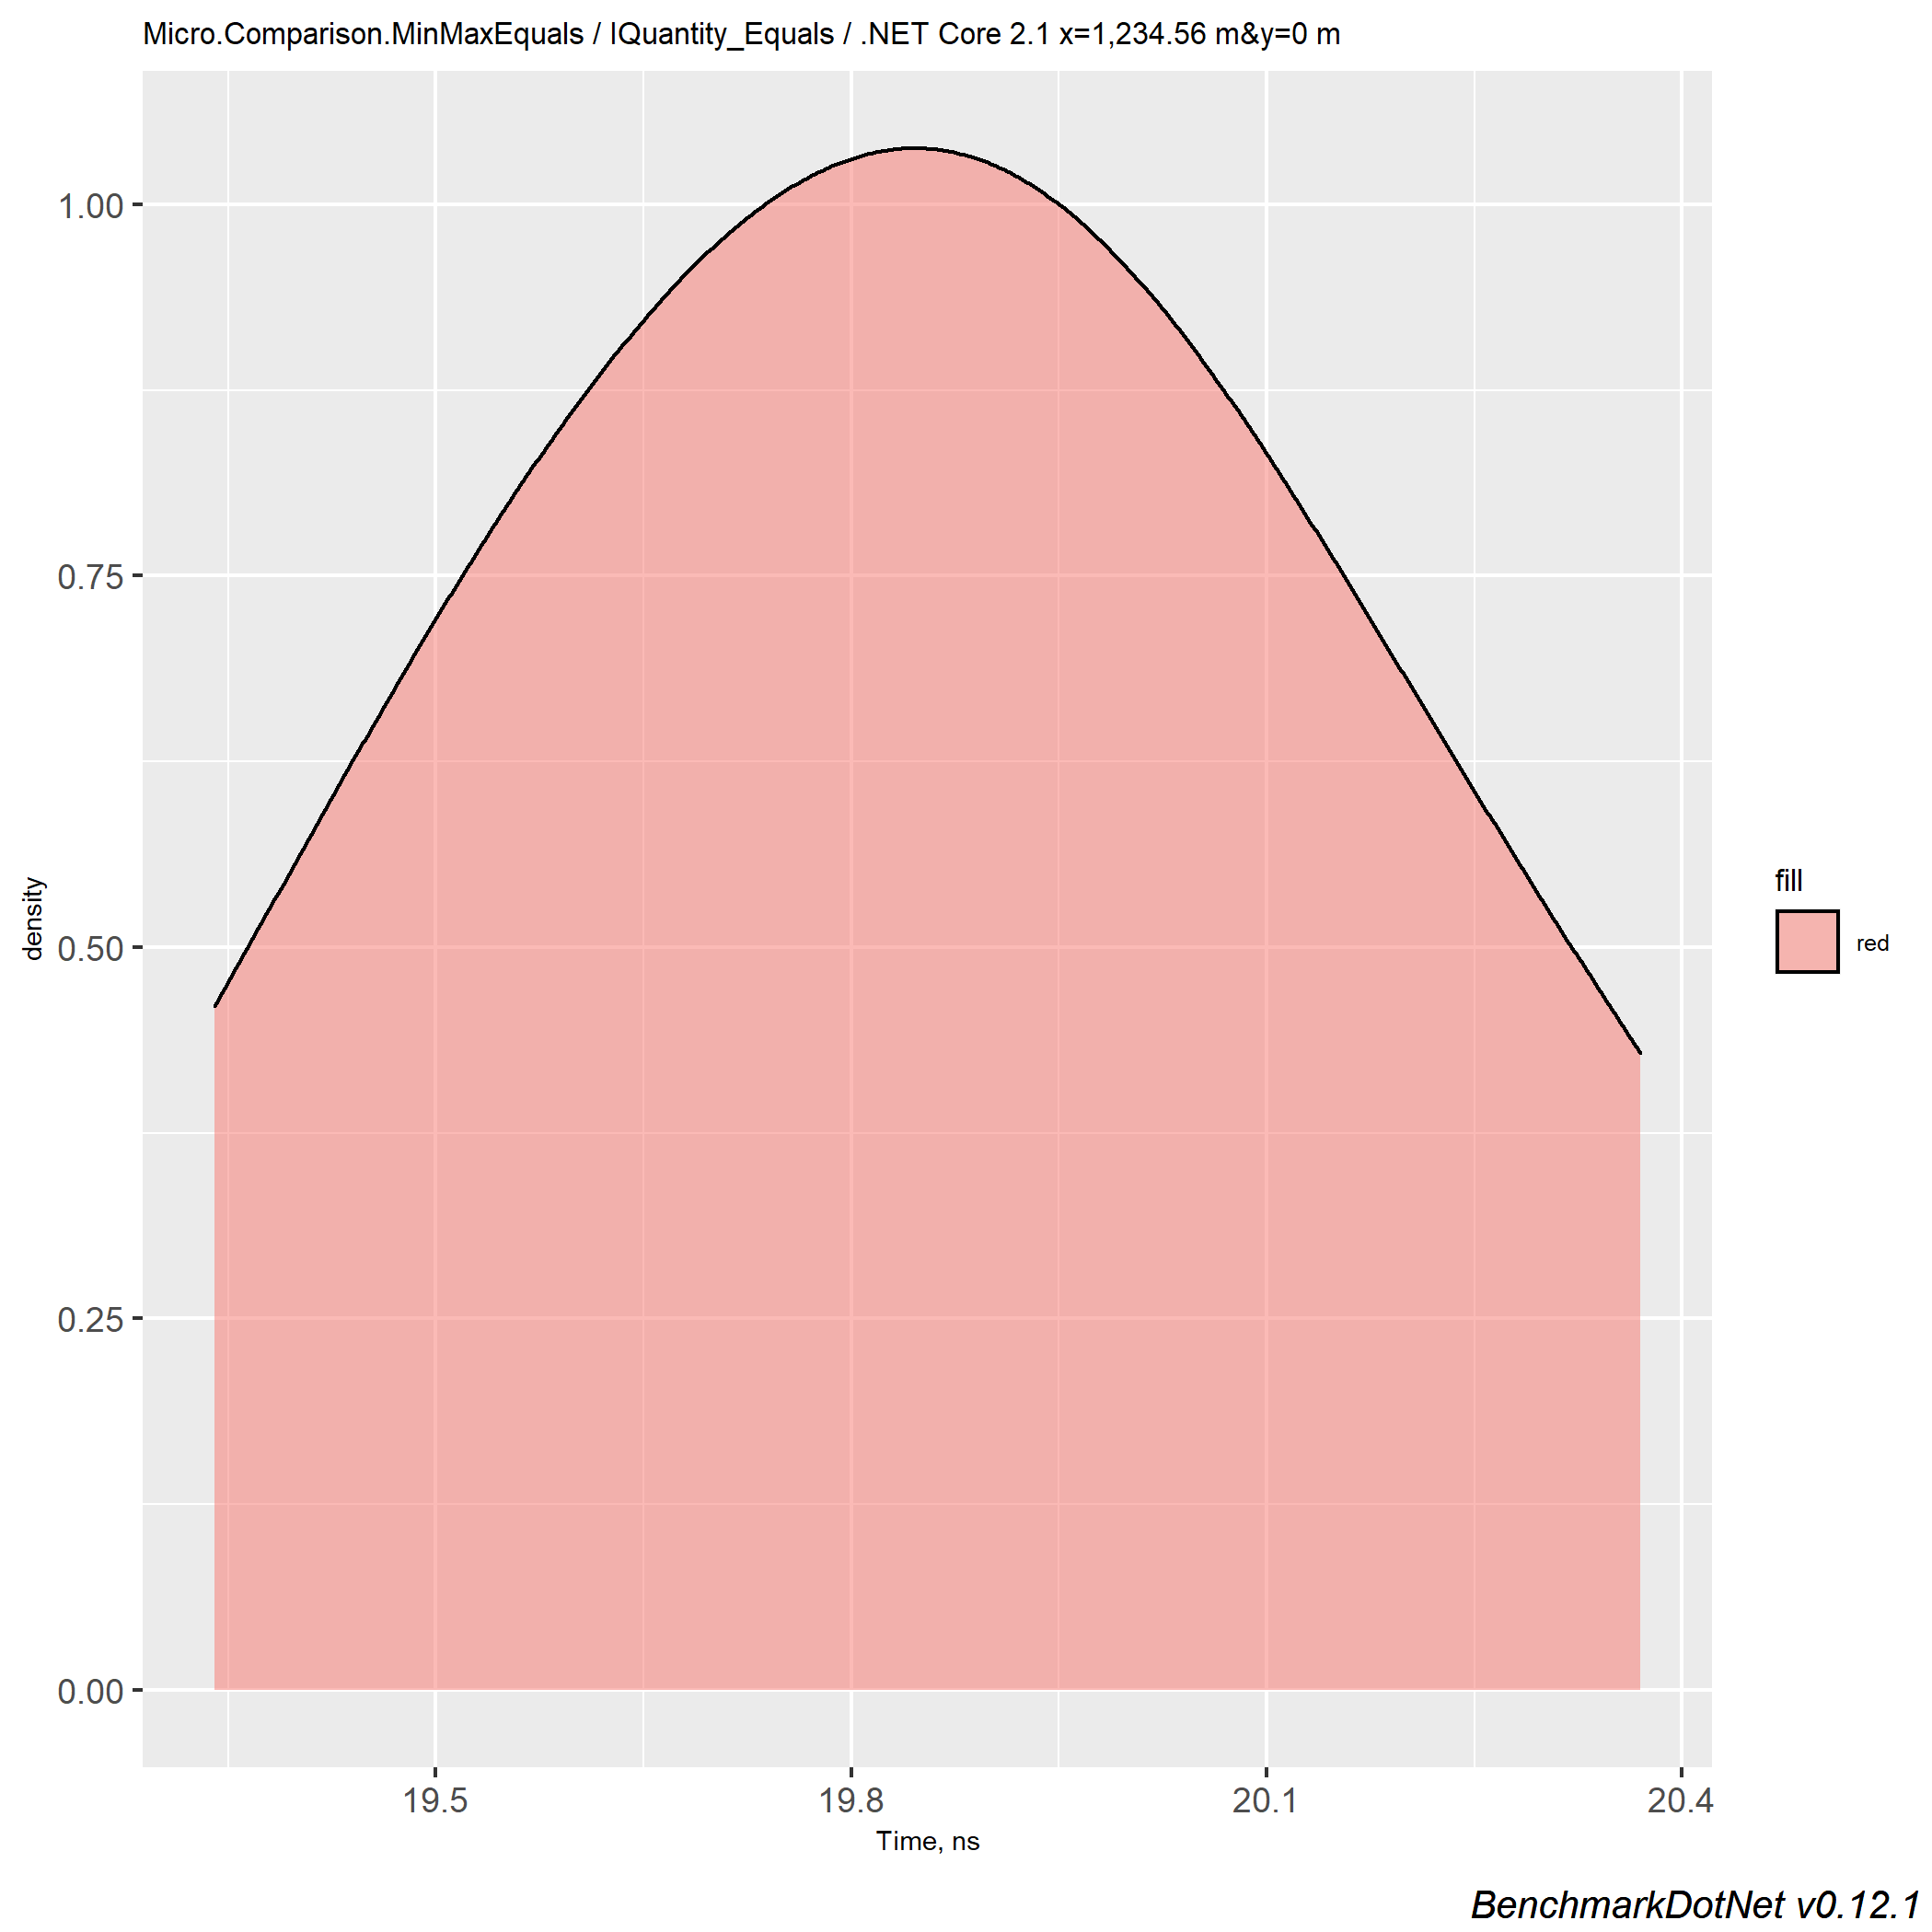 Micro.Comparison.MinMaxEquals / IQuantity_Equals / .NET Core 2.1 x=1,234.56 m&y=0 m
1.00
0.75
0.50
0.25
0.00
density
19.5 19.8 20.1 20.4
Time, ns
fill
red
BenchmarkDotNet v0.12.1